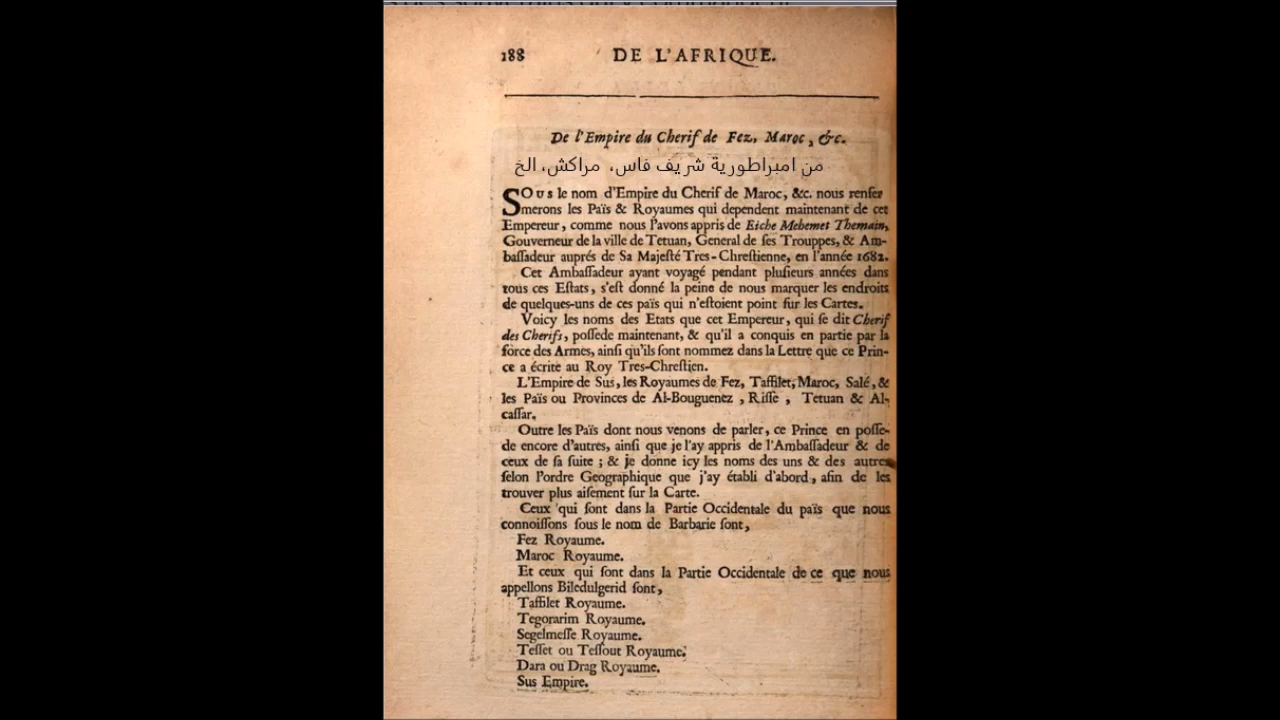 188 DE L'AFRIQUE.
De l'Empire du Cherif de Fez, Maroc, &c.
من امبراطورية شريف فاس، مراكش، الخ
SOUS le nom d'Empire du Cherif de Maroc, &c. nous renfer
merons les Païs & Royaumes qui dependent maintenant de cet
Empereur, comme nous l'avons appris de Eiche Mehemet Themain,
Gouverneur de la ville de Tetuan, General de ses Trouppes, & Am-
bassadeur auprés de Sa Majesté Tres-Chrestienne, en l'année 1682.
Cet Ambassadeur ayant voyagé pendant plusieurs années dans
tous ces Estats, s'est donné la peine de nous marquer les endroits
de quelques-uns de ces païs qui n'estoient point sur les Cartes.
Voicy les noms des Etats que cet Empereur, qui se dit Cherif
des Cherifs, possede maintenant, & qu'il a conquis en partie par la
force des Armes, ainsi qu'ils sont nommez dans la Lettre que ce Prin-
ce a écrite au Roy Tres-Chrestien.
L'Empire de Sus, les Royaumes de Fez, Taffilet, Maroc, Salé, &
les Païs ou Provinces de Al-Bouguenez, Risse, Tetuan & Al-
cassar.
Outre les Païs dont nous venons de parler, ce Prince en posse-
de encore d'autres, ainsi que je l'ay appris de l'Ambassadeur & de
ceux de sa suite ; & je donne icy les noms des uns & des autres
selon l'ordre Geographique que j'ay établi d'abord, afin de les
trouver plus aisement sur la Carte.
Ceux qui sont dans la Partie Occidentale du païs que nous
connoissons sous le nom de Barbarie sont,
Fez Royaume.
Maroc Royaume.
Et ceux qui sont dans la Partie Occidentale de ce que nous
appellons Biledulgerid sont,
Taffilet Royaume.
Tegorarim Royaume.
Segelmesse Royaume.
Tesset ou Tessout Royaume.
Dara ou Drag Royaume.
Sus Empire.